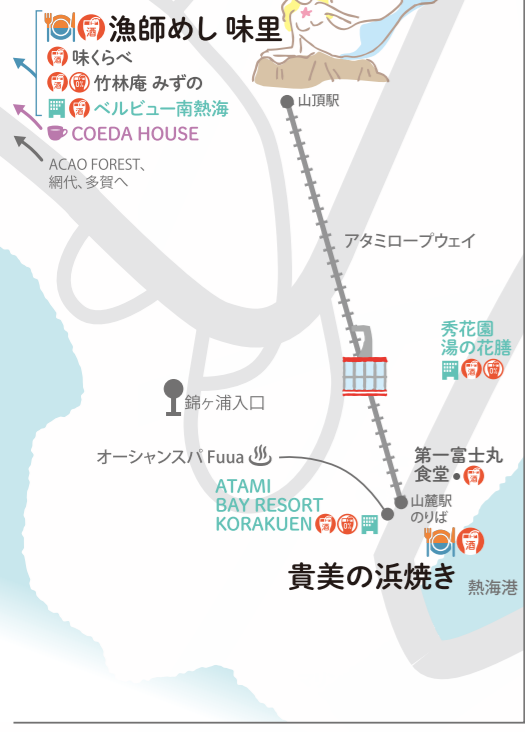 漁師めし 味里
味くらべ
竹林庵 みずの
ベルビュー南熱海
COEDA HOUSE
ACAO FOREST、
網代、多賀へ
山頂駅
アタミロープウェイ
秀花園
湯の花膳
錦ヶ浦入口
オーシャンスパ Fuua
第一富士丸
食堂
ATAMI
BAY RESORT
KORAKUEN
山麓駅
のりば
貴美の浜焼き
熱海港